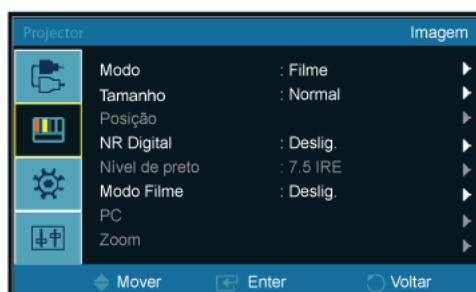 Projector Imagem
Modo : Filme
Tamanho : Normal
Posição
NR Digital : Deslig.
Nível de preto : 7.5 IRE
Modo Filme : Deslig.
PC
Zoom
Mover Enter Voltar